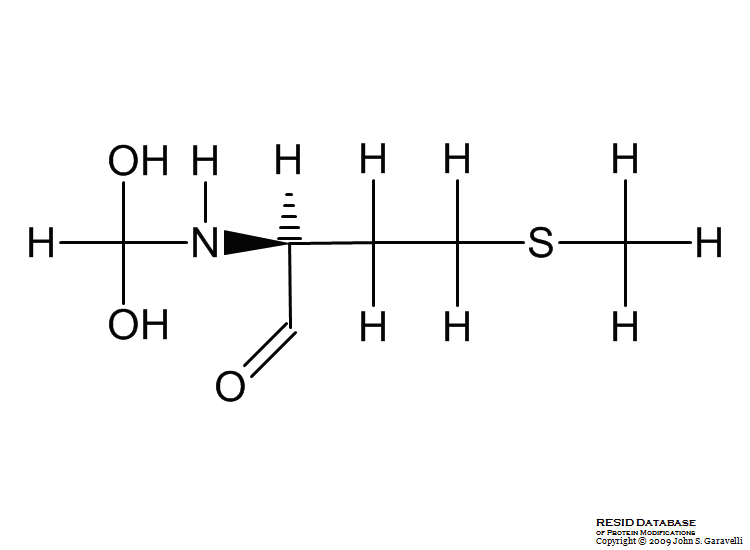 OH H H H H H
H N S H
OH H H H
O
RESID DATABASE
OF PROTEIN MODIFICATIONS
Copyright © 2009 John S. Garavelli